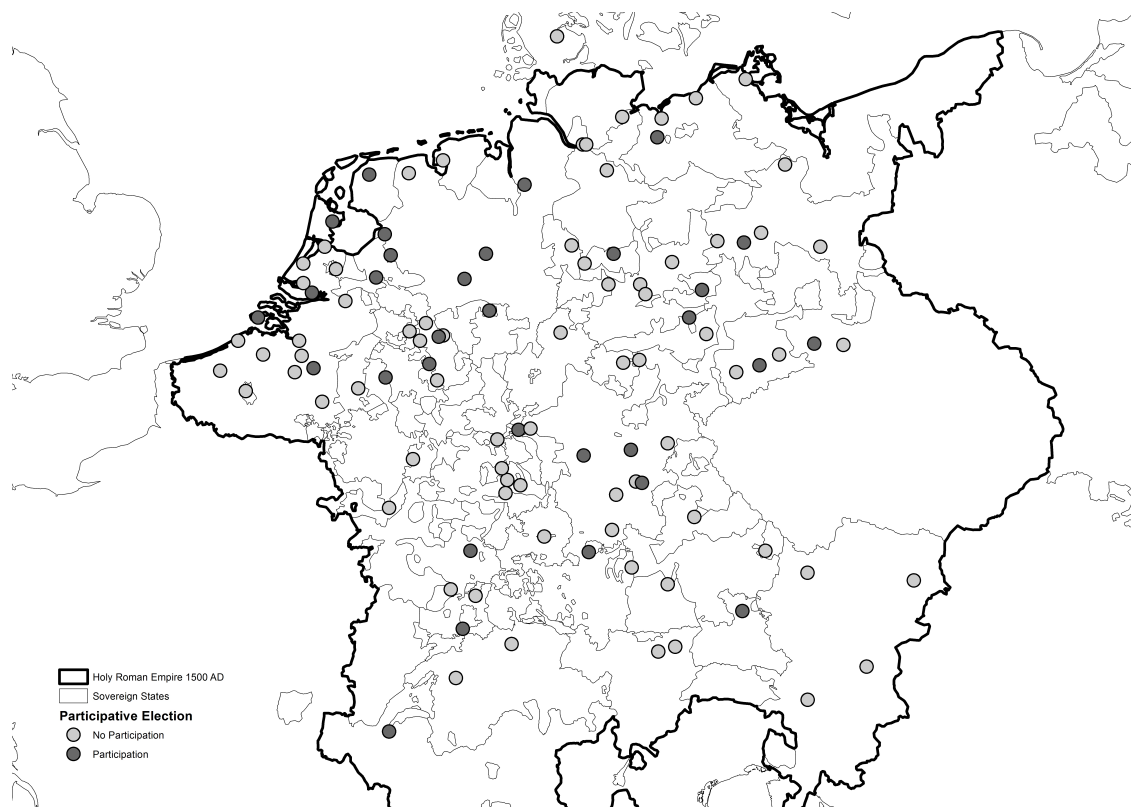 Holy Roman Empire 1500 AD
Sovereign States
Participative Election
No Participation
Participation